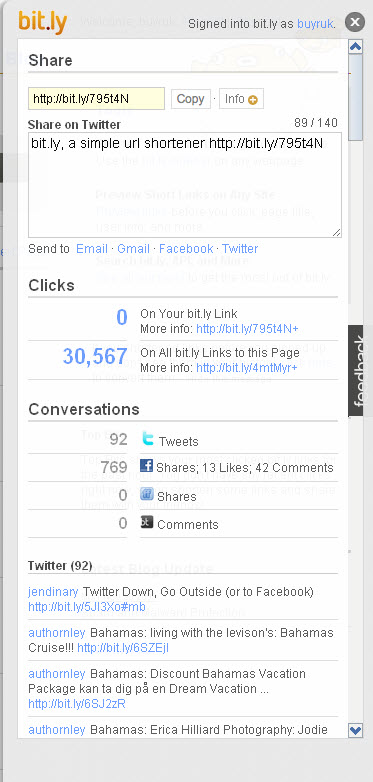 bit.ly
Signed into bit.ly as buyruk.
Share
http://bit.ly/795t4N Copy · Info
Share on Twitter 89 / 140
bit.ly, a simple url shortener http://bit.ly/795t4N
Send to Email · Gmail · Facebook · Twitter
Clicks
0 On Your bit.ly Link
More info: http://bit.ly/795t4N+
30,567 On All bit.ly Links to this Page
More info: http://bit.ly/4mtMyr+
feedback
Conversations
92 Tweets
769 Shares; 13 Likes; 42 Comments
0 Shares
0 Comments
Twitter (92)
jendinary Twitter Down, Go Outside (or to Facebook)
http://bit.ly/5JI3Xo#mb
authornley Bahamas: living with the levison's: Bahamas
Cruise!!! http://bit.ly/6SZEjl
authornley Bahamas: Discount Bahamas Vacation
Package kan ta dig på en Dream Vacation ...
http://bit.ly/6SJ2zR
authornley Bahamas: Erica Hilliard Photography: Jodie